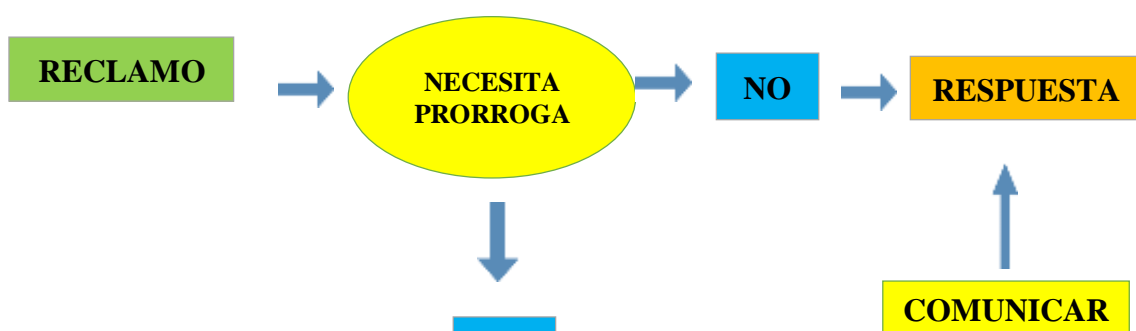 RECLAMO
NECESITA
PRORROGA
NO
RESPUESTA
COMUNICAR